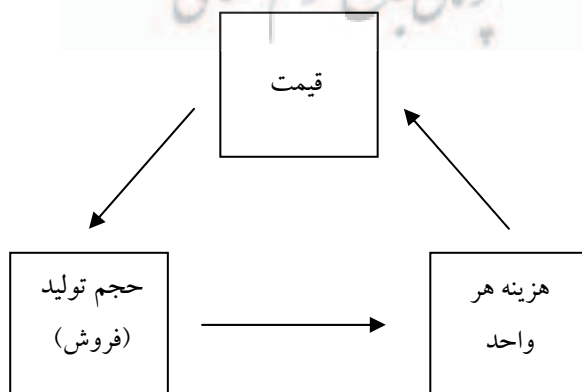 قیمت
حجم تولید
(فروش)
هزینه هر
واحد